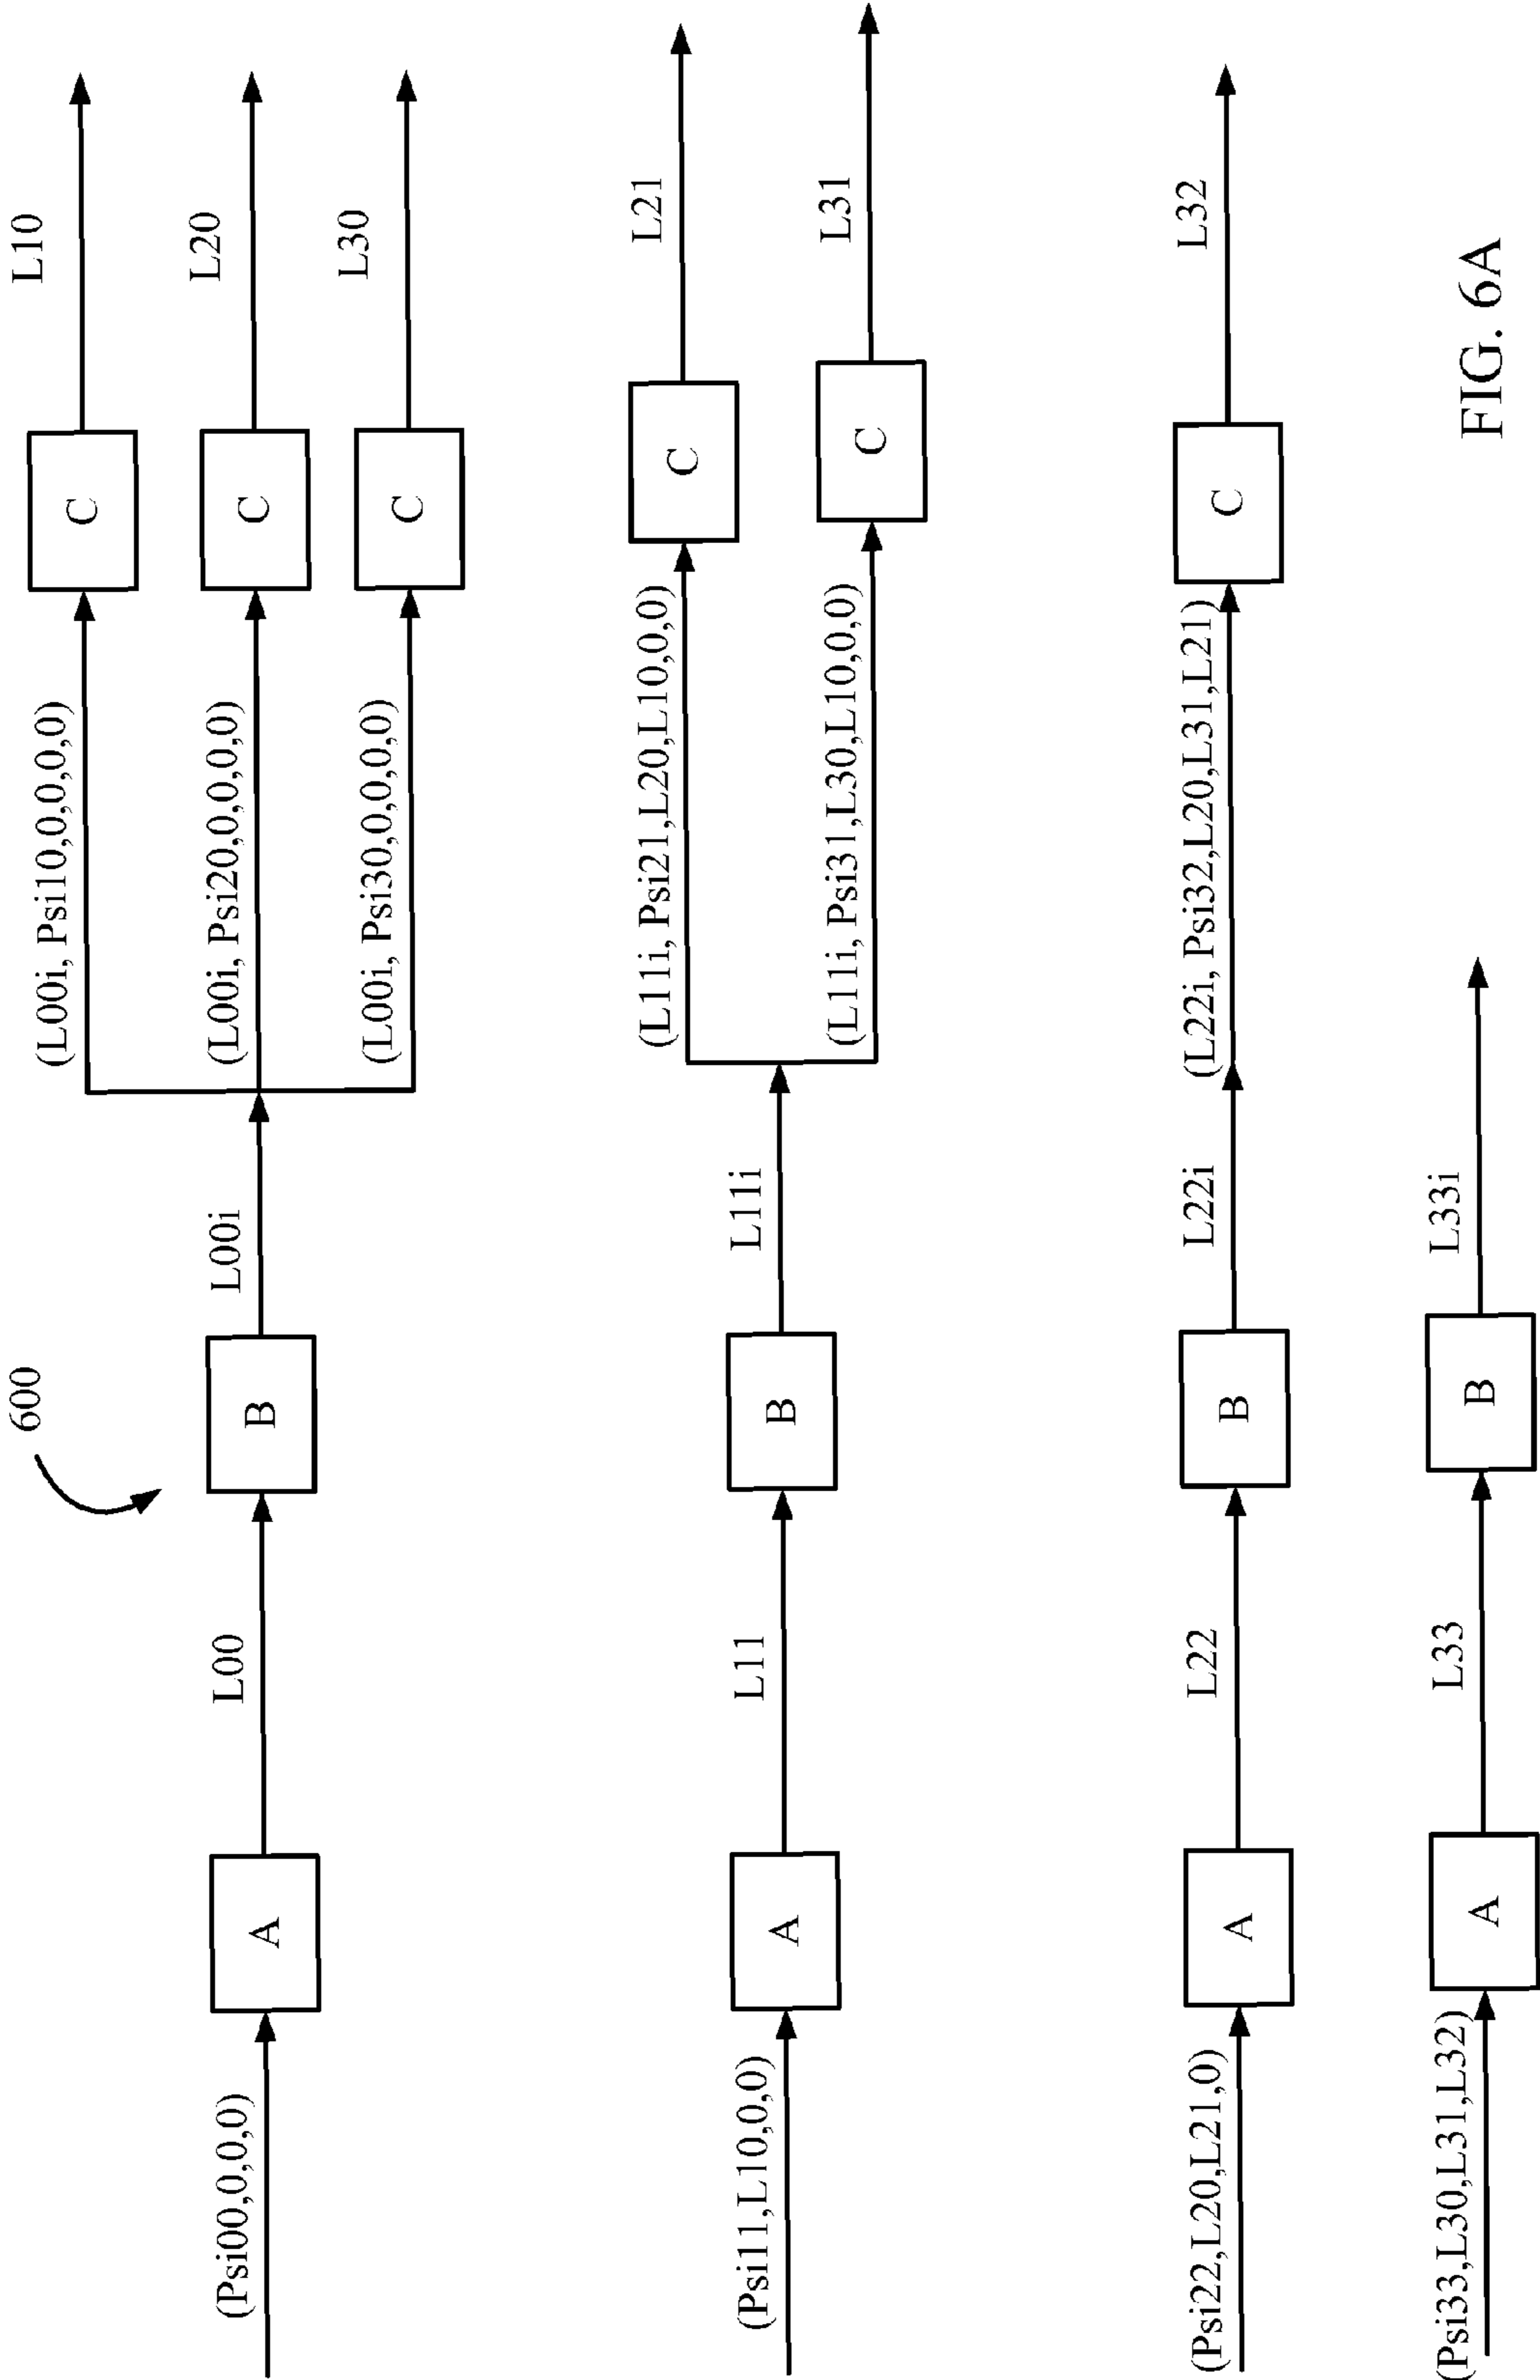 600
(Psi00,0,0,0)
A
L00
B
L00i
(L00i, Psi10,0,0,0,0)
C
L10
(L00i, Psi20,0,0,0,0)
C
L20
(L00i, Psi30,0,0,0,0)
C
L30
(Psi11,L10,0,0)
A
L11
B
L11i
(L11i, Psi21,L20,L10,0,0)
C
L21
(L11i, Psi31,L30,L10,0,0)
C
L31
(Psi22,L20,L21,0)
A
L22
B
L22i
(L22i, Psi32,L20,L31,L21)
C
L32
(Psi33,L30,L31,L32)
A
L33
B
L33i
FIG. 6A